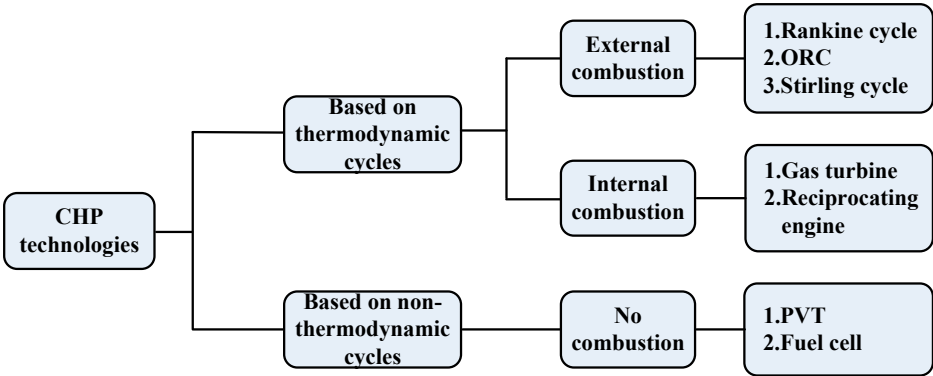 CHP
technologies
Based on
thermodynamic
cycles
External
combustion
1.Rankine cycle
2.ORC
3.Stirling cycle
Internal
combustion
1.Gas turbine
2.Reciprocating
engine
Based on non-
thermodynamic
cycles
No
combustion
1.PVT
2.Fuel cell